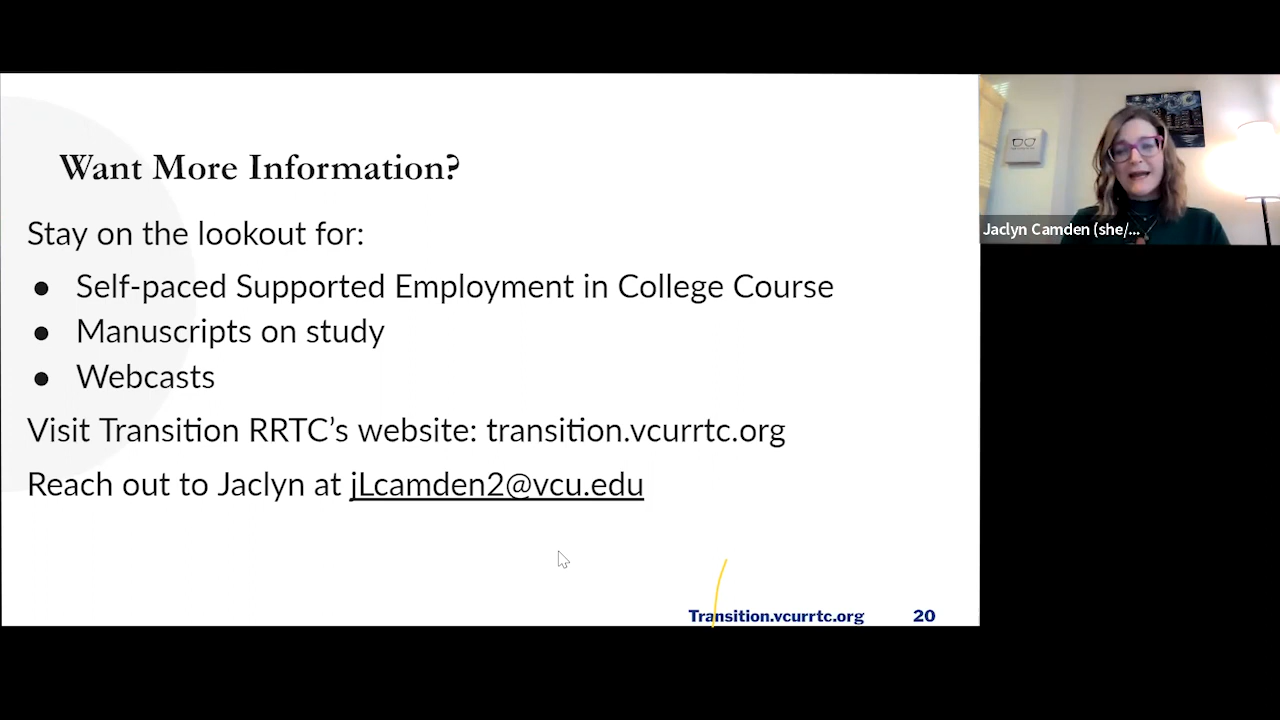 Want More Information?
Stay on the lookout for:
● Self-paced Supported Employment in College Course
● Manuscripts on study
● Webcasts
Visit Transition RRTC’s website: transition.vcurrtc.org
Reach out to Jaclyn at jLcamden2@vcu.edu
Transition.vcurrtc.org 20
Jaclyn Camden (she/...